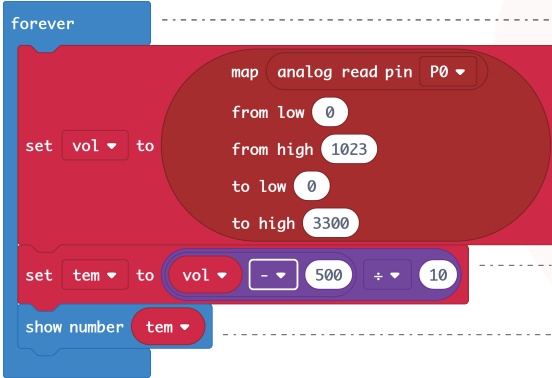 forever
map analog read pin P0
from low 0
from high 1023
set vol to
to low 0
to high 3300
set tem to vol - 500 ÷ 10
show number tem